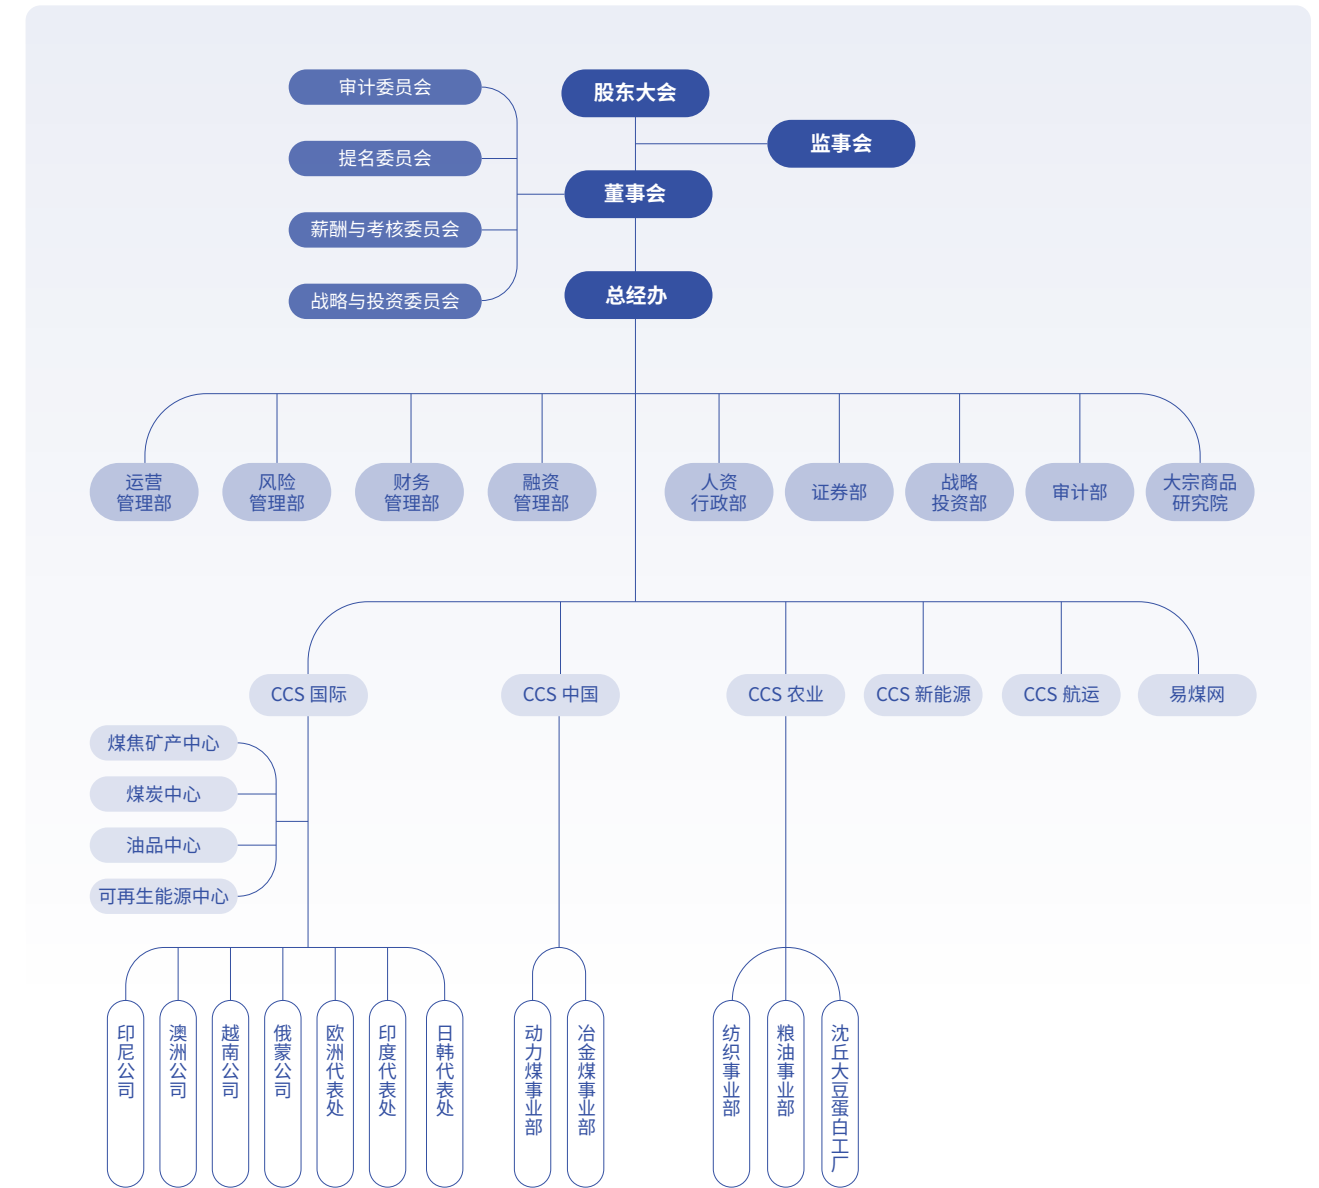 审计委员会
股东大会
监事会
提名委员会
董事会
薪酬与考核委员会
战略与投资委员会
总经办
运营
管理部
风险
管理部
财务
管理部
融资
管理部
人资
行政部
证券部
战略
投资部
审计部
大宗商品
研究院
CCS 国际
CCS 中国
CCS 农业
CCS 新能源
CCS 航运
易煤网
煤焦矿产中心
煤炭中心
油品中心
可再生能源中心
印尼公司
澳洲公司
越南公司
俄蒙公司
欧洲代表处
印度代表处
日韩代表处
动力煤事业部
冶金煤事业部
纺织事业部
粮油事业部
沈丘大豆蛋白工厂